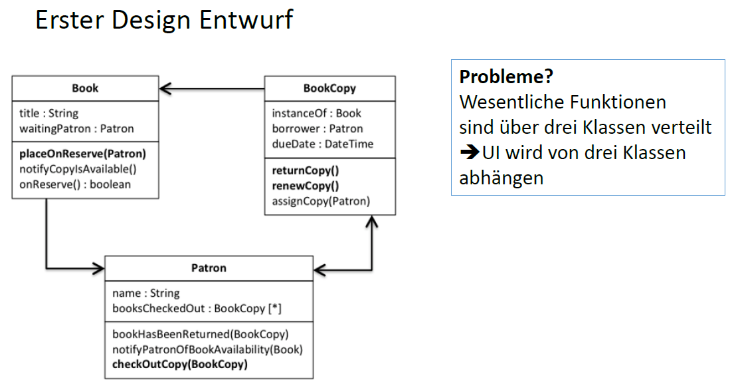 Erster Design Entwurf
Book
title : String
waitingPatron : Patron
placeOnReserve(Patron)
notifyCopyIsAvailable()
onReserve() : boolean
BookCopy
instanceOf : Book
borrower : Patron
dueDate : DateTime
returnCopy()
renewCopy()
assignCopy(Patron)
Patron
name : String
booksCheckedOut : BookCopy [*]
bookHasBeenReturned(BookCopy)
notifyPatronOfBookAvailability(Book)
checkOutCopy(BookCopy)
Probleme?
Wesentliche Funktionen
sind über drei Klassen verteilt
➔UI wird von drei Klassen
abhängen